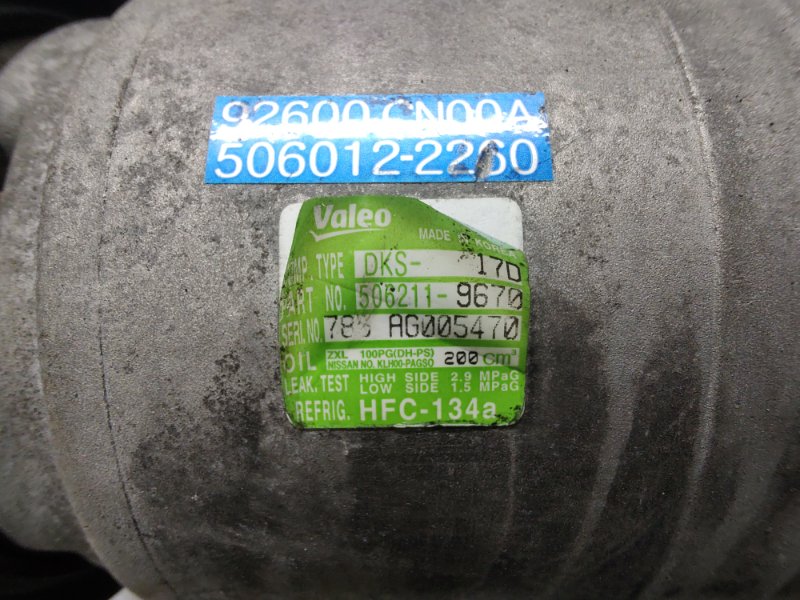 92600 CN00A
506012-2260
Valeo
MADE IN KOREA
COMP. TYPE DKS- 17D
PART NO. 506211-9670
SERI. NO AG005470
OIL ZXL 100PG(DH-PS) 200 cm³
NISSAN NO. KLH00-PAGS0
LEAK. TEST HIGH SIDE 2.9 MPaG
LOW SIDE 1.5 MPaG
REFRIG. HFC-134a